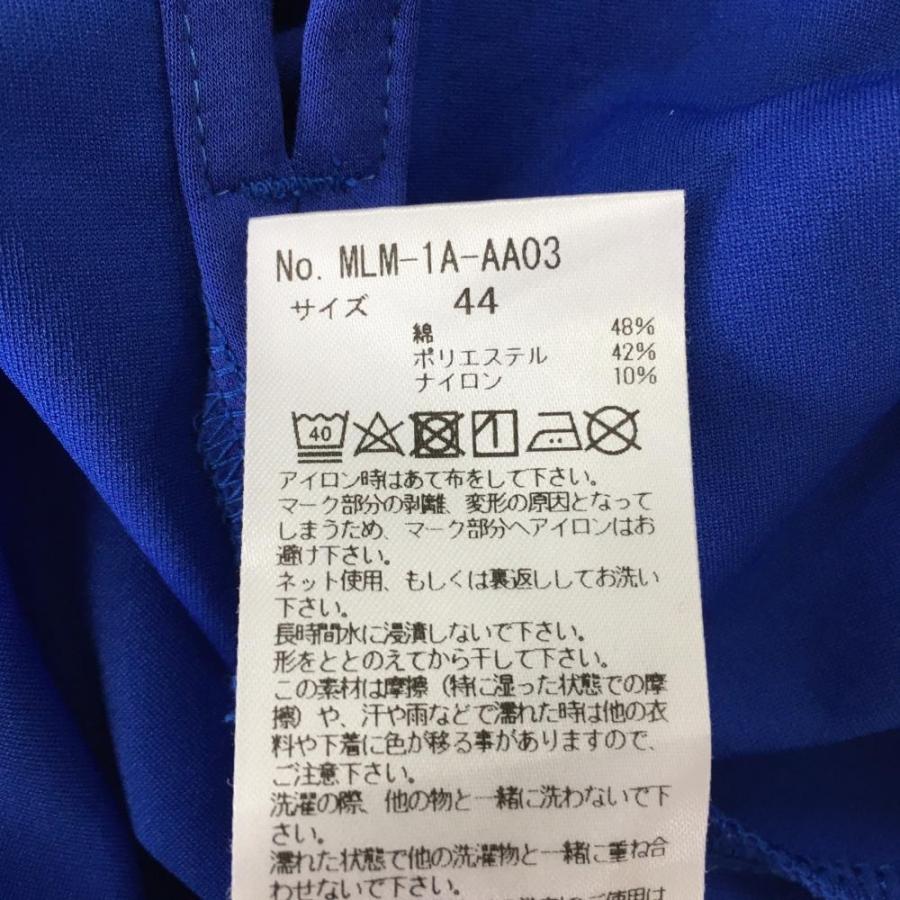 No. MLM-1A-AA03
サイズ 44
綿 48%
ポリエステル 42%
ナイロン 10%
40
アイロン時はあて布をして下さい。
マーク部分の剥離、変形の原因となって
しまうため、マーク部分へアイロンはお
避け下さい。
ネット使用、もしくは裏返ししてお洗い
下さい。
長時間水に浸漬しないで下さい。
形をととのえてから干して下さい。
この素材は摩擦（特に湿った状態での摩
擦）や、汗や雨などで濡れた時は他の衣
料や下着に色が移る事がありますので、
ご注意下さい。
洗濯の際、他の物と一緒に洗わないで下
さい。
濡れた状態で他の洗濯物と一緒に重ね合
わせないで下さい。
ご使用は